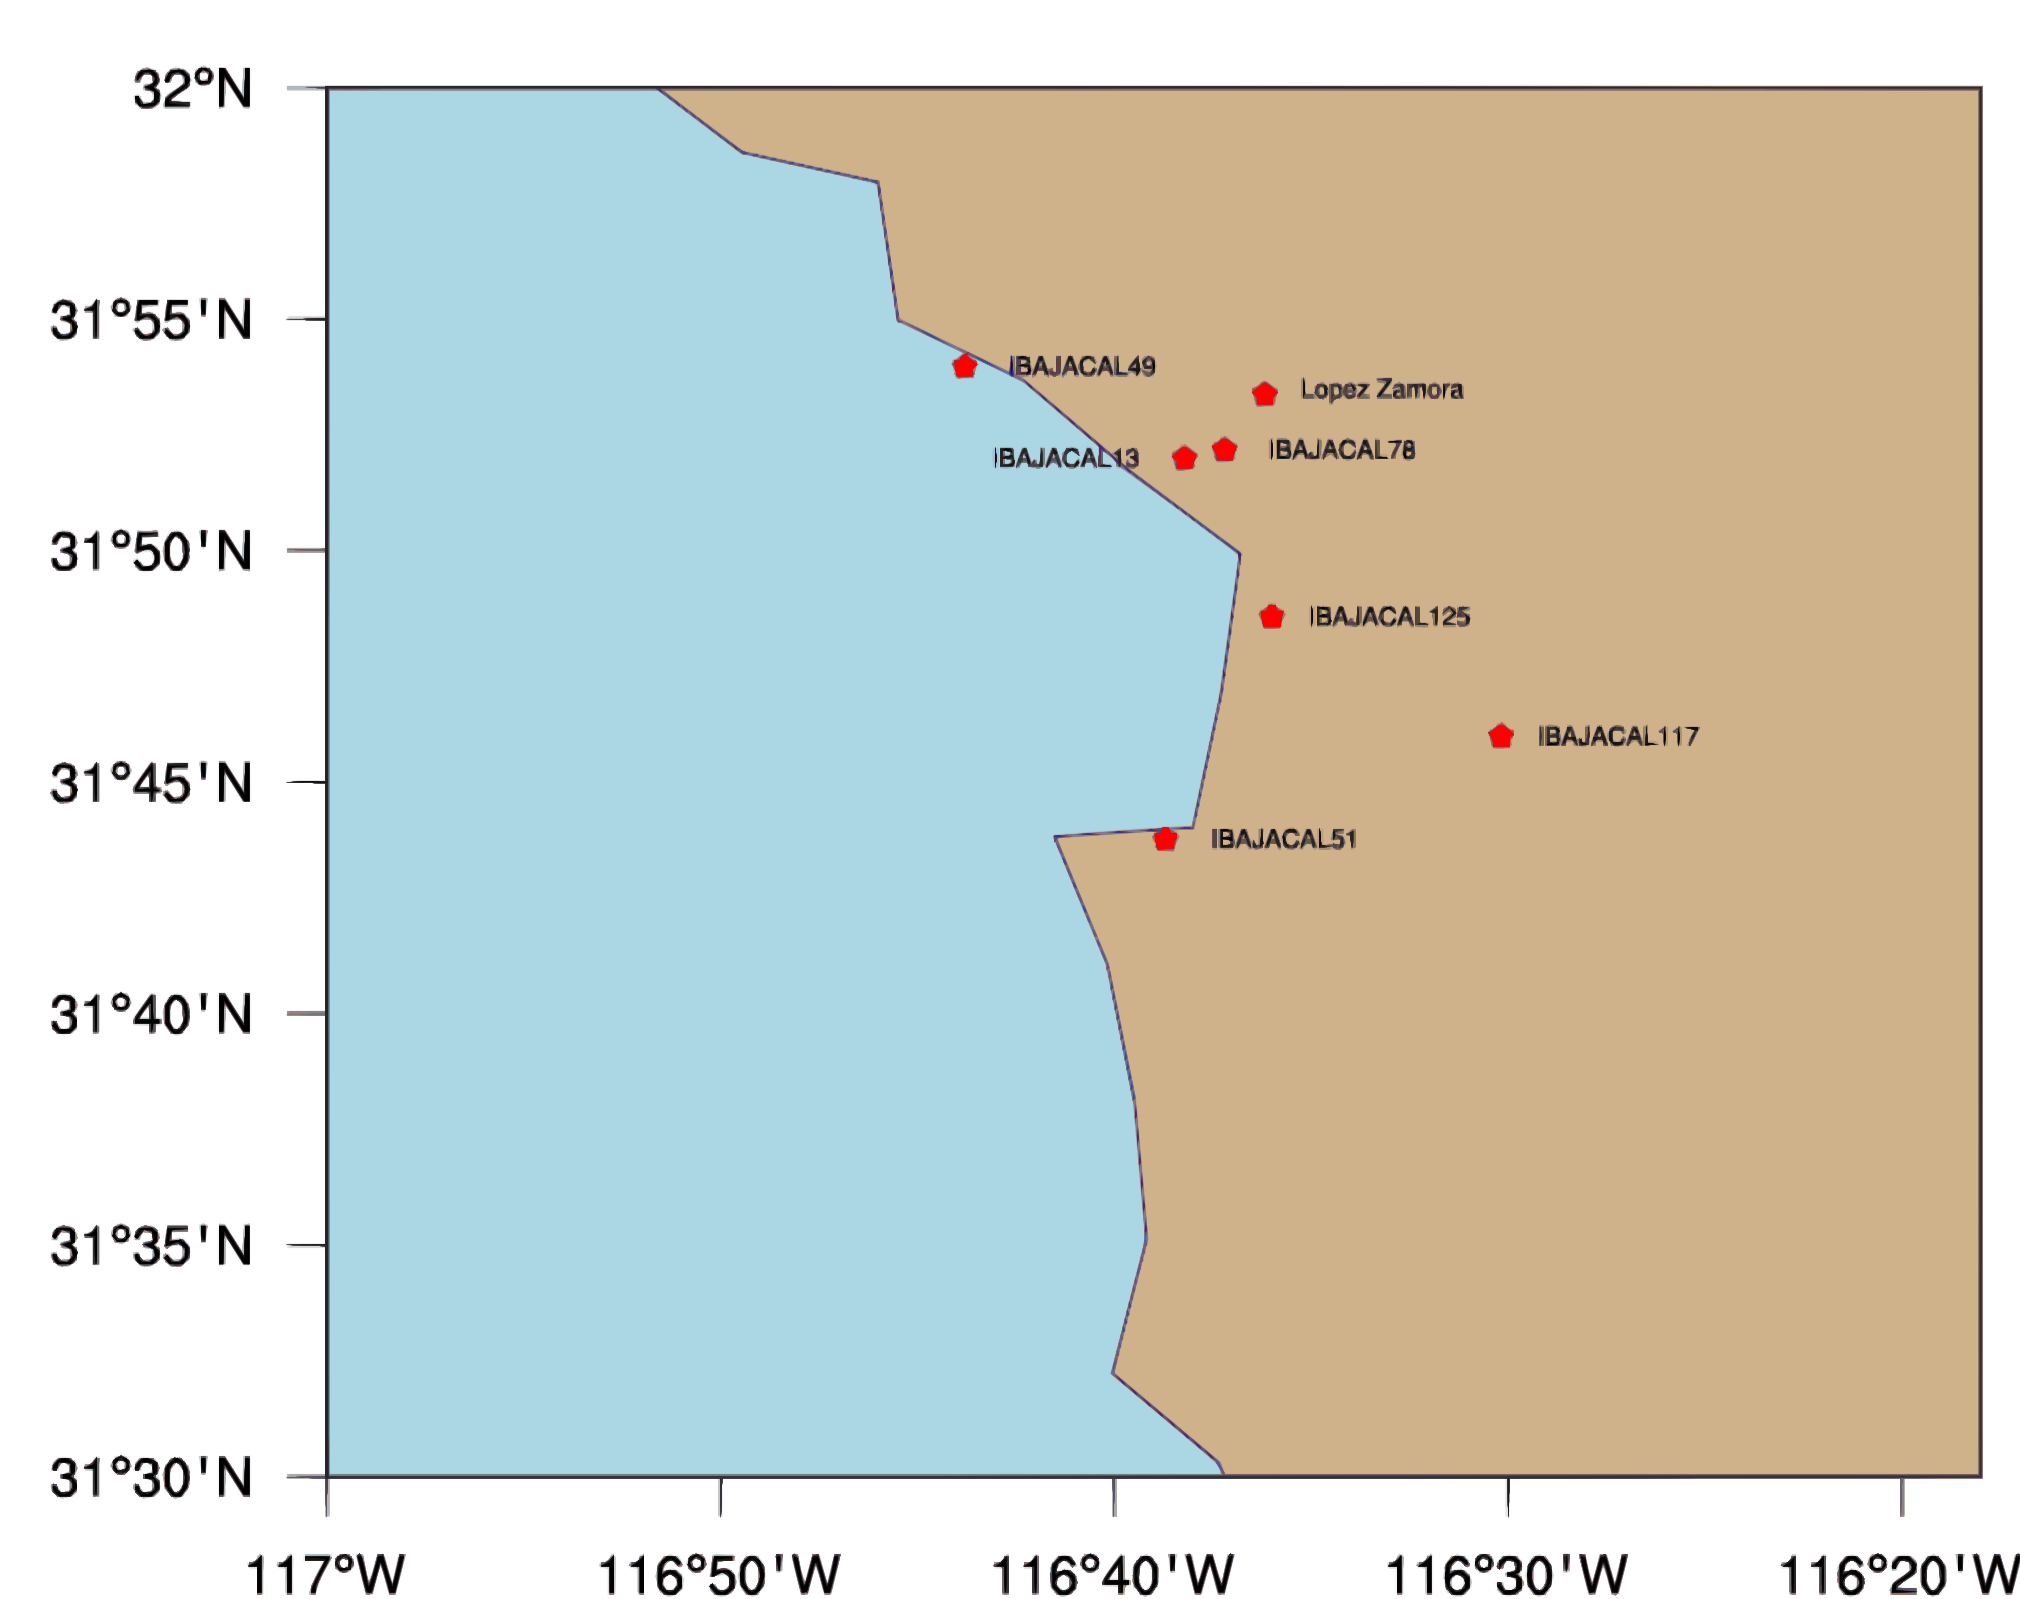 32°N
31°55'N
IBAJACAL49
Lopez Zamora
IBAJACAL13
IBAJACAL78
31°50'N
IBAJACAL125
IBAJACAL117
31°45'N
IBAJACAL51
31°40'N
31°35'N
31°30'N
117°W 116°50'W 116°40'W 116°30'W 116°20'W